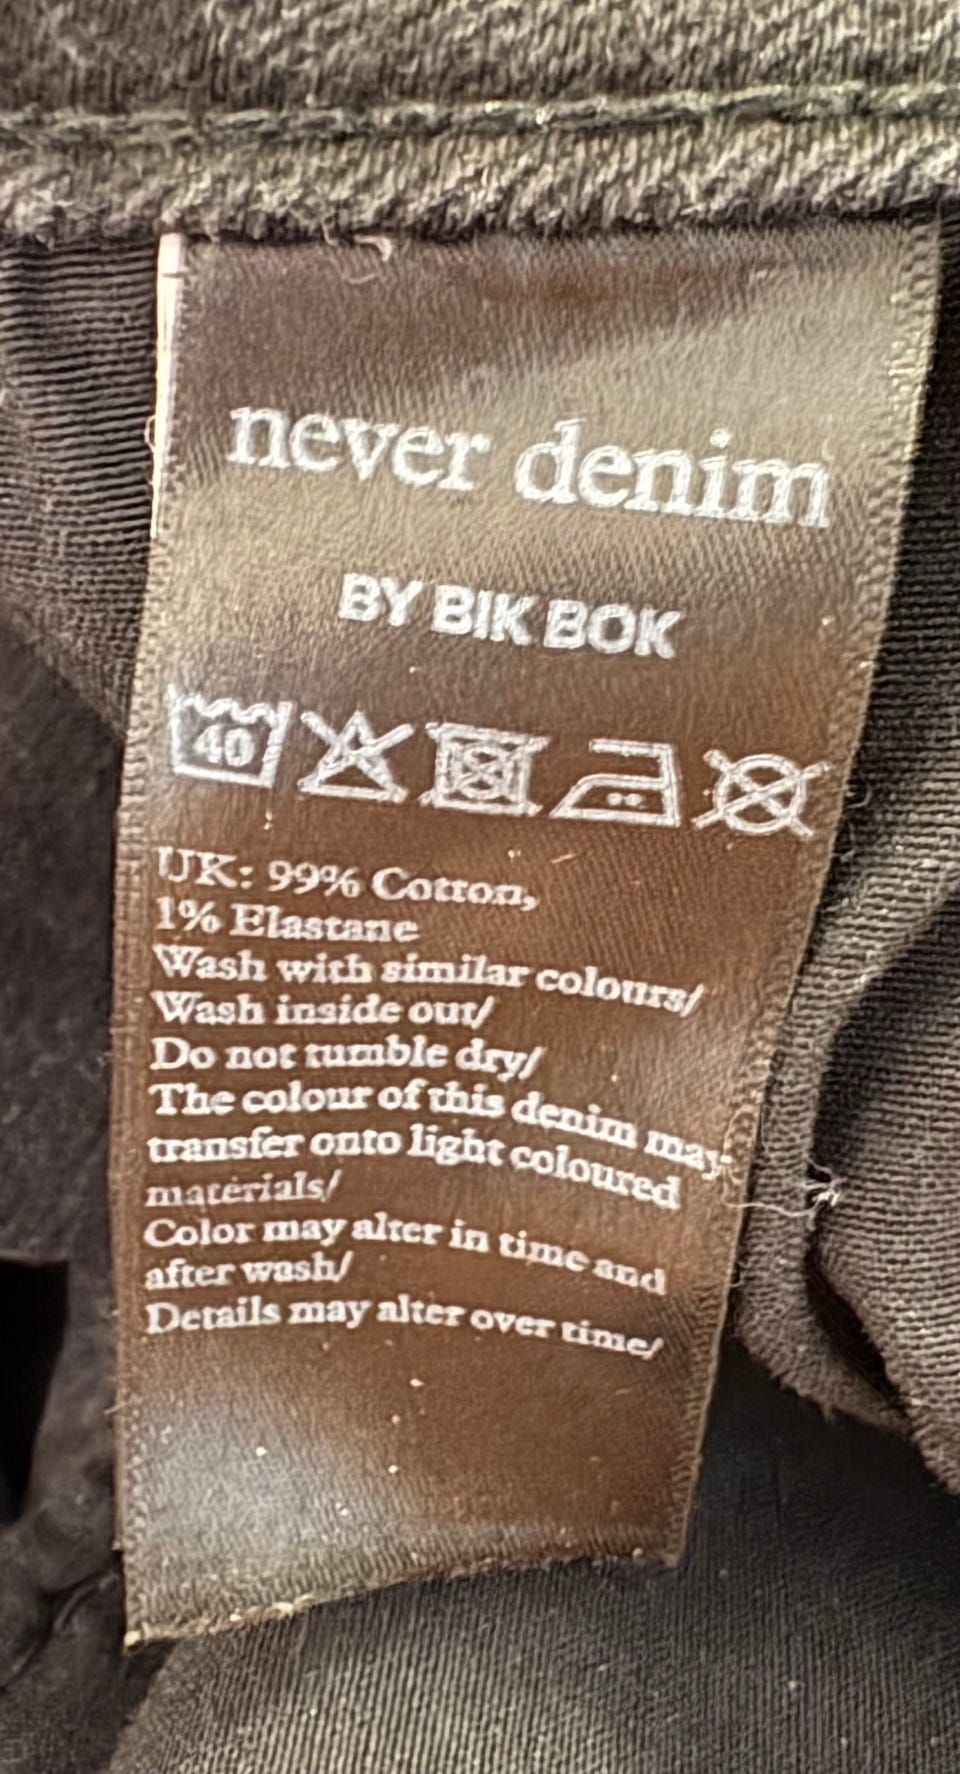 never denim
BY BIK BOK
40
UK: 99% Cotton,
1% Elastane
Wash with similar colours/
Wash inside out/
Do not tumble dry/
The colour of this denim may
transfer onto light coloured
materials/
Color may alter in time and
after wash/
Details may alter over time/